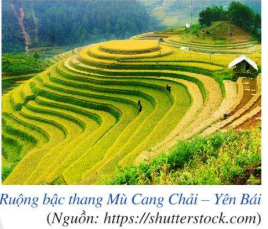 Ruộng bậc thang Mù Cang Chải – Yên Bái
(Nguồn: https://shutterstock.com)